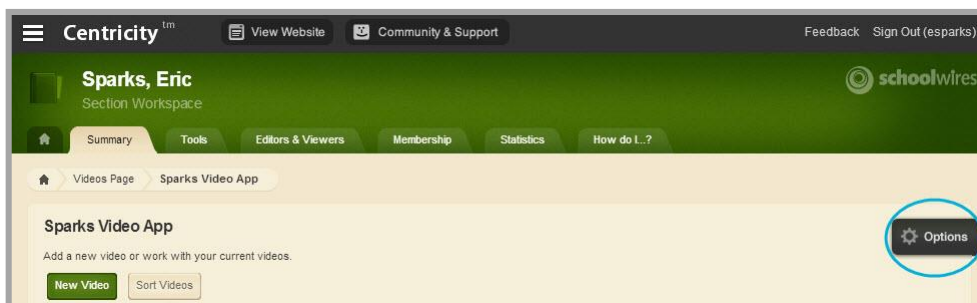 Centricity tm View Website Community & Support Feedback Sign Out (esparks)
Sparks, Eric
Section Workspace
schoolwires
Summary Tools Editors & Viewers Membership Statistics How do I...?
Videos Page Sparks Video App
Sparks Video App
Options
Add a new video or work with your current videos.
New Video Sort Videos